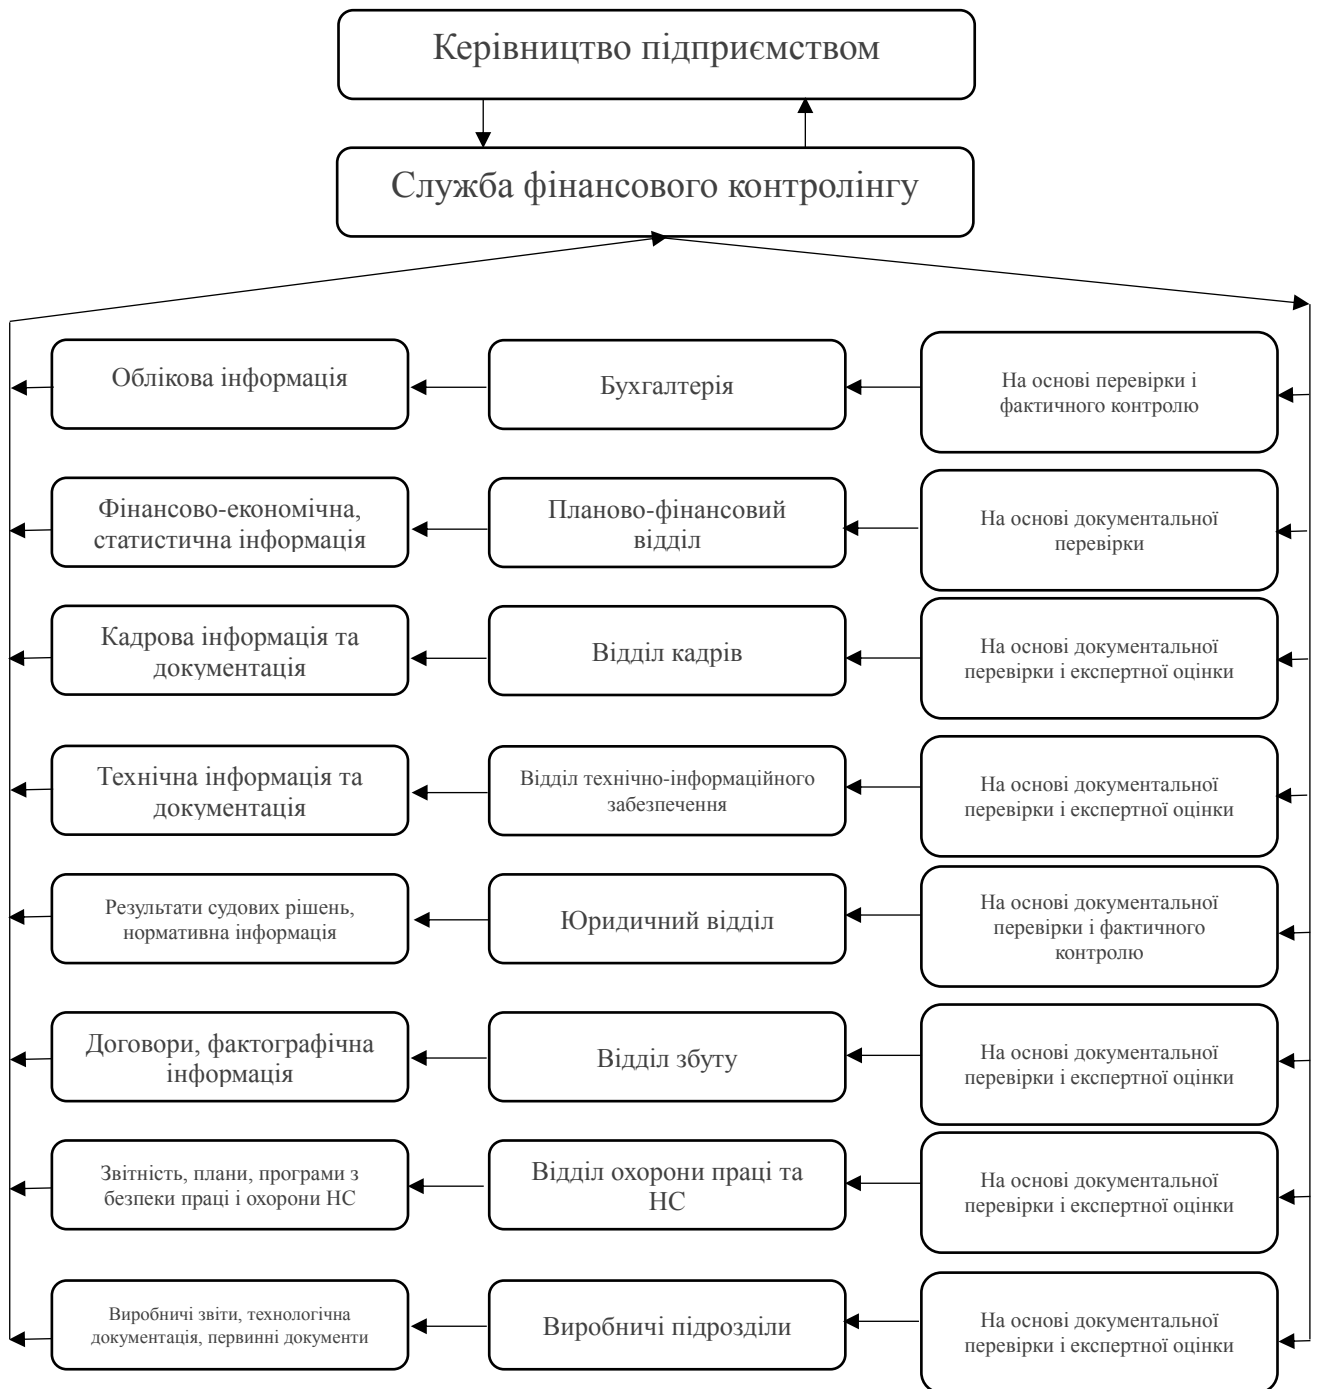 Керівництво підприємством
Служба фінансового контролінгу
Облікова інформація
Бухгалтерія
На основі перевірки і
фактичного контролю
Фінансово-економічна,
статистична інформація
Планово-фінансовий
відділ
На основі документальної
перевірки
Кадрова інформація та
документація
Відділ кадрів
На основі документальної
перевірки і експертної оцінки
Технічна інформація та
документація
Відділ технічно-інформаційного
забезпечення
На основі документальної
перевірки і експертної оцінки
Результати судових рішень,
нормативна інформація
Юридичний відділ
На основі документальної
перевірки і фактичного
контролю
Договори, фактографічна
інформація
Відділ збуту
На основі документальної
перевірки і експертної оцінки
Звітність, плани, програми з
безпеки праці і охорони НС
Відділ охорони праці та
НС
На основі документальної
перевірки і експертної оцінки
Виробничі звіти, технологічна
документація, первинні документи
Виробничі підрозділи
На основі документальної
перевірки і експертної оцінки